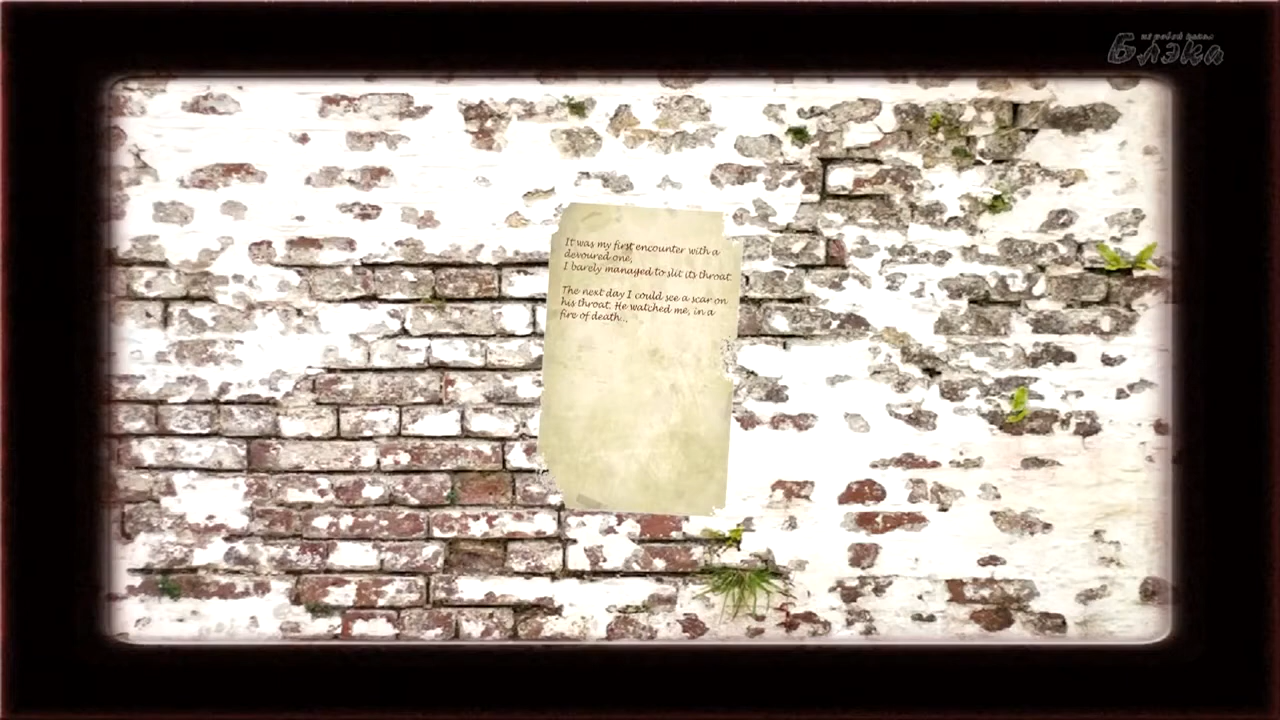 Блэка
It was my first encounter with a
devoured one,
I barely managed to slit its throat.
The next day I could see a scar on
his throat. He watched me, in a
fire of death...